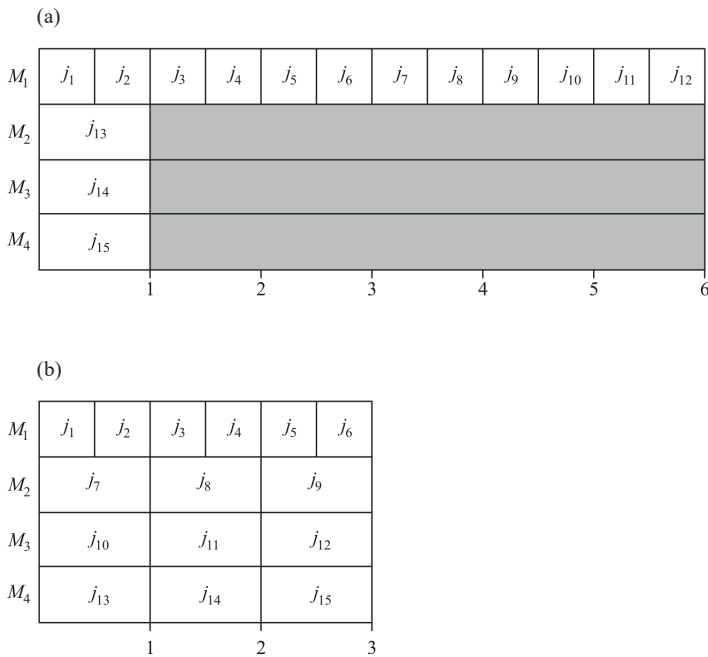 (a)
M₁ j₁ j₂ j₃ j₄ j₅ j₆ j₇ j₈ j₉ j₁₀ j₁₁ j₁₂
M₂ j₁₃
M₃ j₁₄
M₄ j₁₅
1 2 3 4 5 6
(b)
M₁ j₁ j₂ j₃ j₄ j₅ j₆
M₂ j₇ j₈ j₉
M₃ j₁₀ j₁₁ j₁₂
M₄ j₁₃ j₁₄ j₁₅
1 2 3